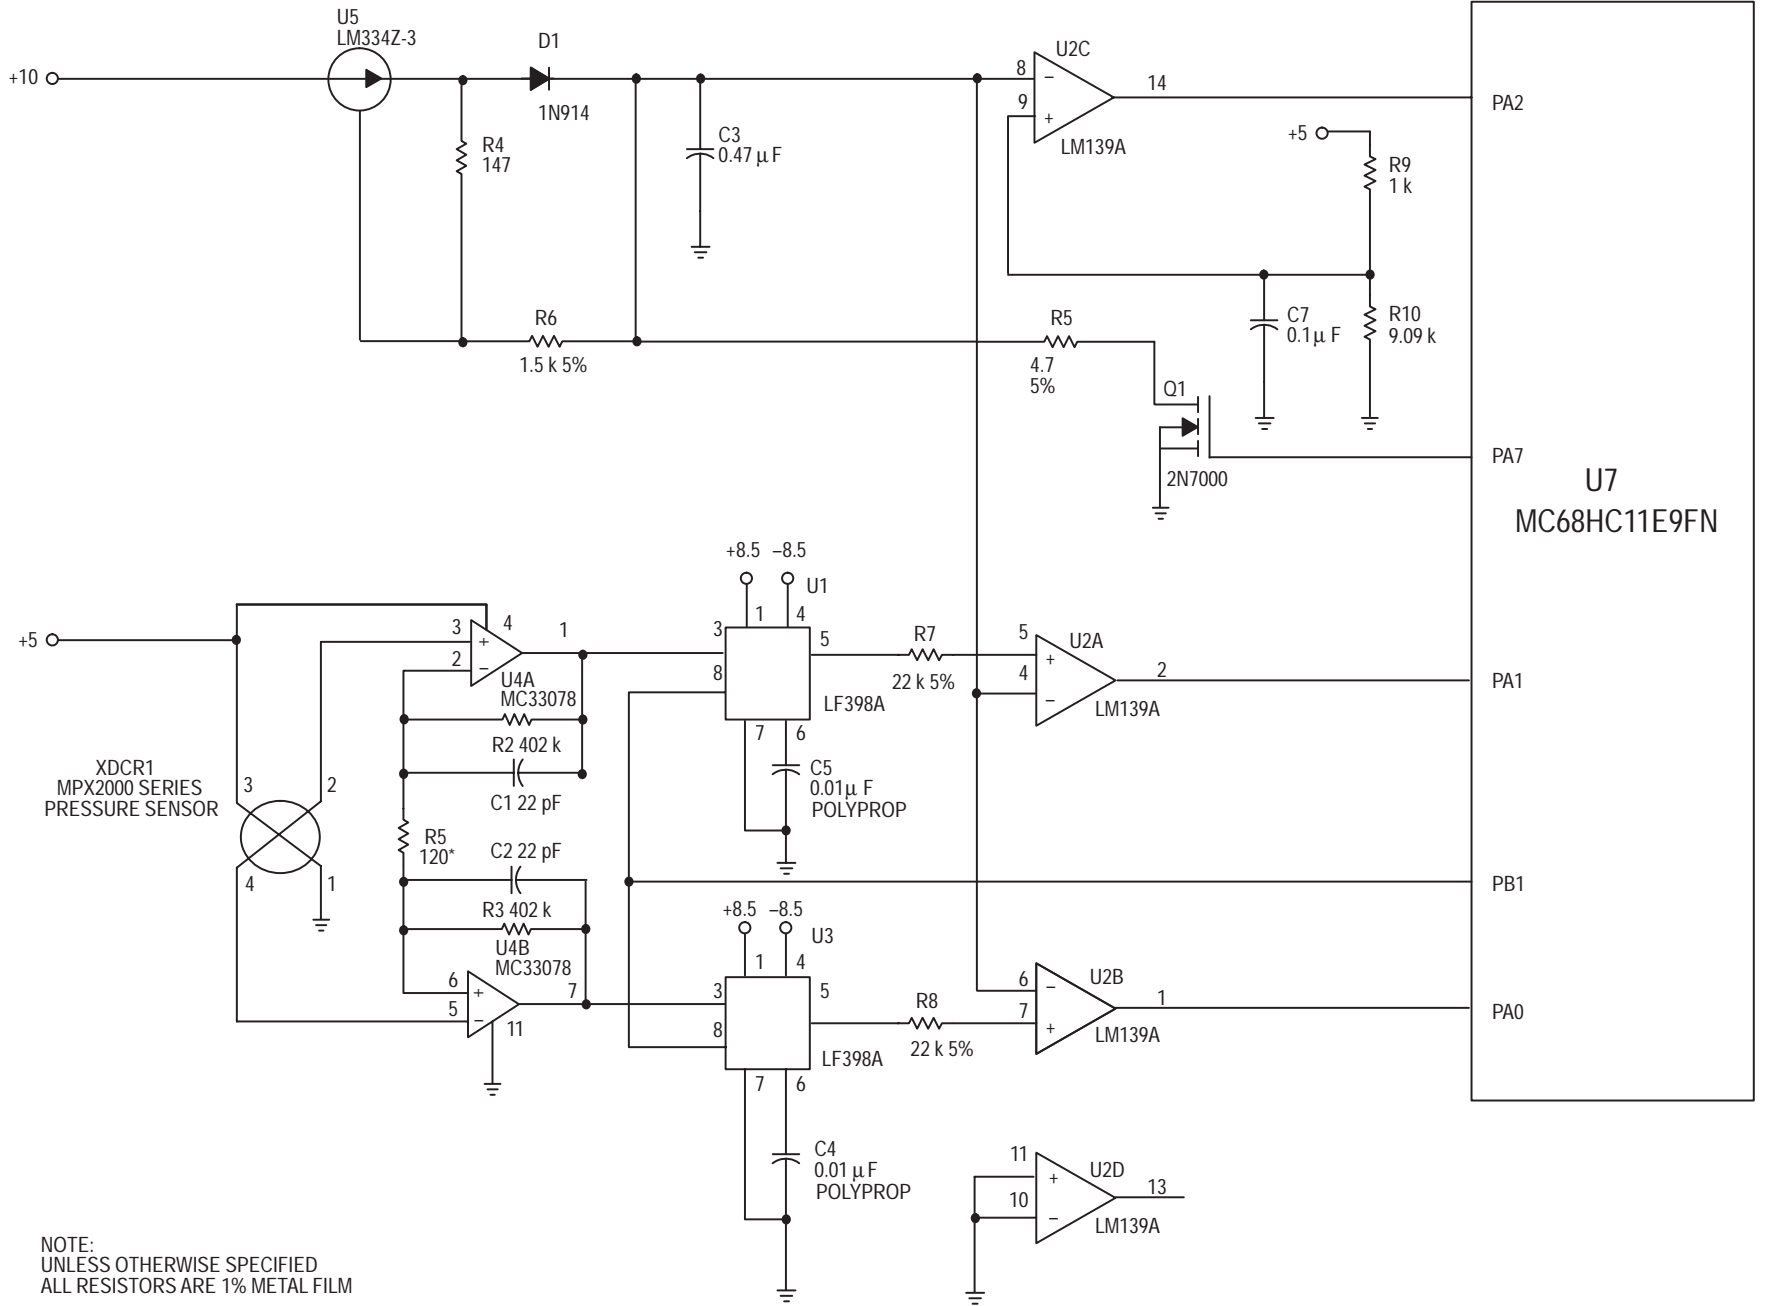 U5
LM334Z-3
D1
+10
1N914
R4
147
C3
0.47 µ F
U2C
8
−
9
+
14
LM139A
PA2
+5
R9
1 k
R6
1.5 k 5%
R5
4.7
5%
C7
0.1µ F
R10
9.09 k
Q1
2N7000
PA7
U7
MC68HC11E9FN
+8.5
−8.5
U1
1
4
+5
3
+
4
1
2
−
U4A
MC33078
3
8
5
LF398A
R7
22 k 5%
5
+
4
−
U2A
2
LM139A
PA1
R2 402 k
C1 22 pF
7
6
C5
0.01µ F
POLYPROP
XDCR1
MPX2000 SERIES
PRESSURE SENSOR
3
2
4
1
R5
120*
C2 22 pF
R3 402 k
PB1
U4B
MC33078
6
+
5
−
7
11
+8.5
−8.5
U3
1
4
3
5
8
LF398A
R8
22 k 5%
6
−
7
+
U2B
1
LM139A
PA0
7
6
C4
0.01 µ F
POLYPROP
11
+
10
−
U2D
13
LM139A
NOTE:
UNLESS OTHERWISE SPECIFIED
ALL RESISTORS ARE 1% METAL FILM